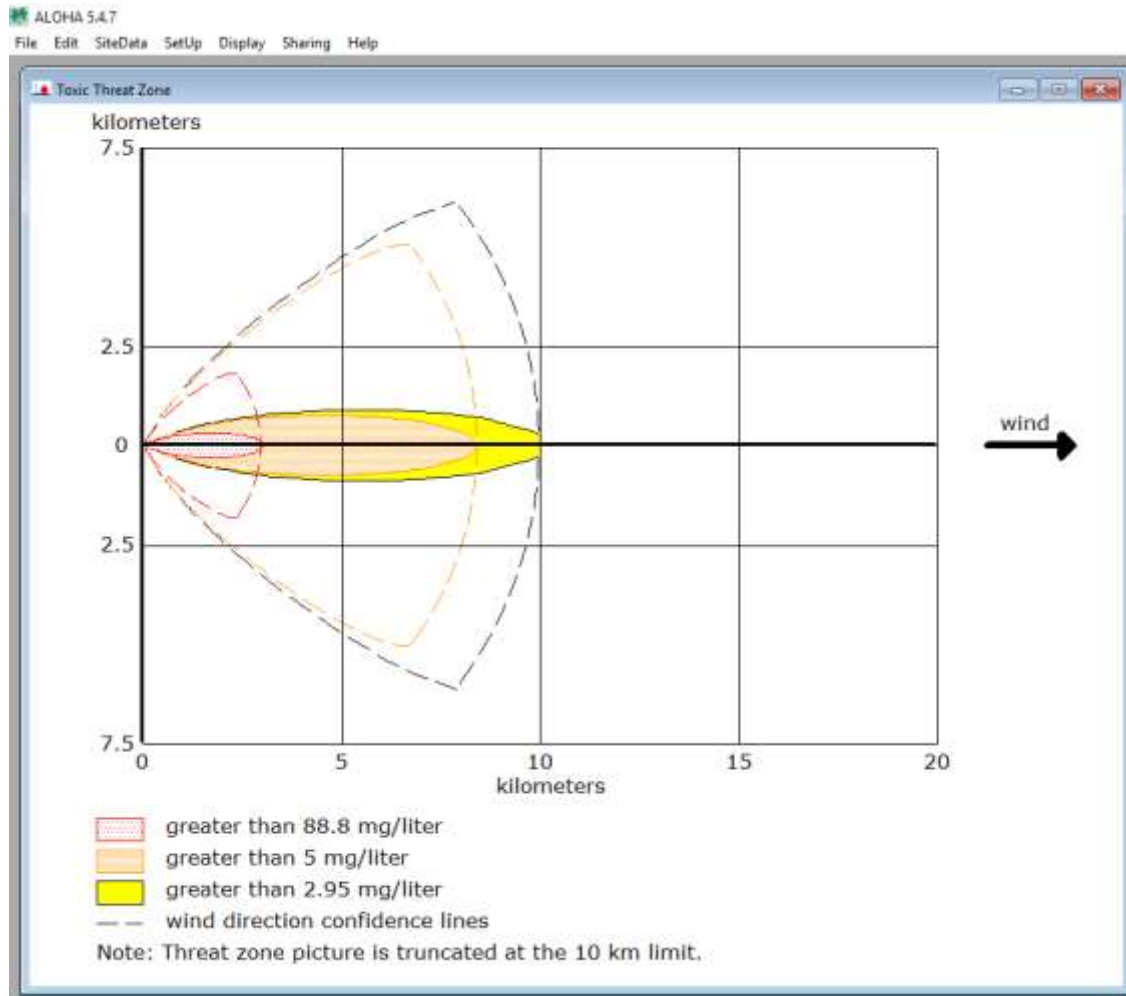 ALOHA 5.4.7
File Edit SiteData SetUp Display Sharing Help
Toxic Threat Zone
kilometers
7.5
2.5
0
wind
2.5
7.5
0 5 10 15 20
kilometers
greater than 88.8 mg/liter
greater than 5 mg/liter
greater than 2.95 mg/liter
wind direction confidence lines
Note: Threat zone picture is truncated at the 10 km limit.